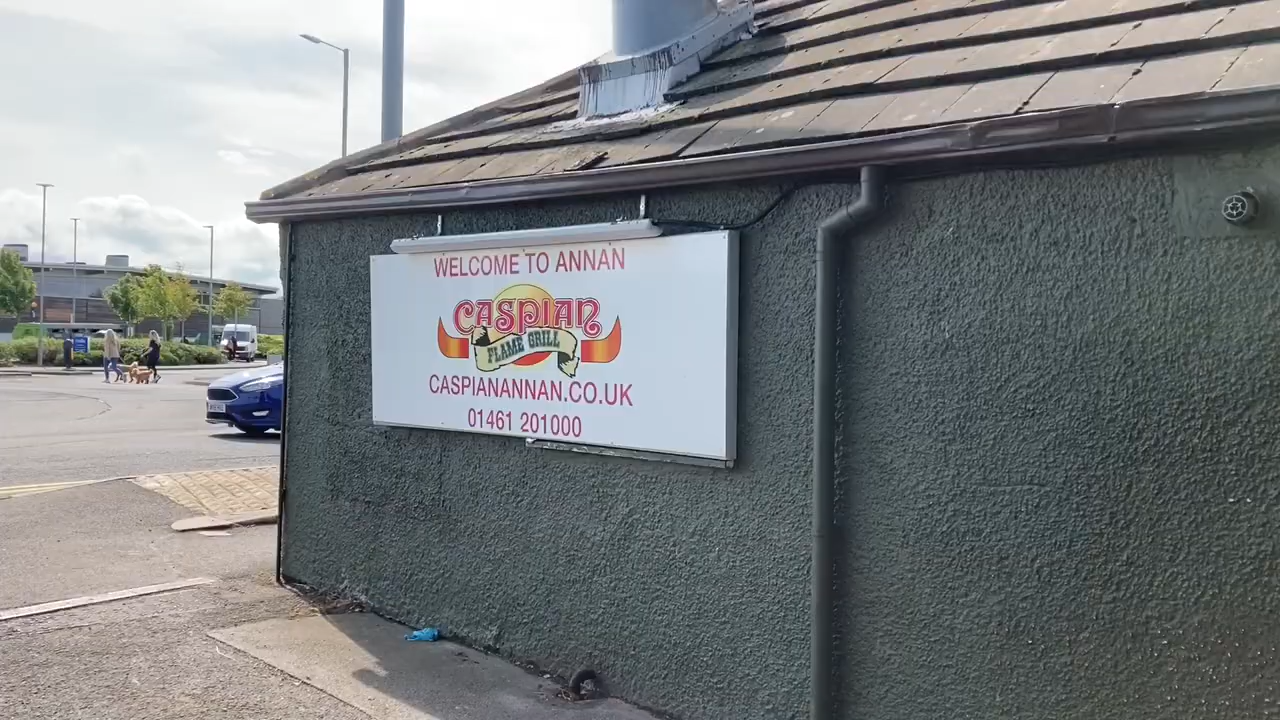 WELCOME TO ANNAN
CASPIAN
FLAME GRILL
CASPIANANNAN.CO.UK
01461 201000